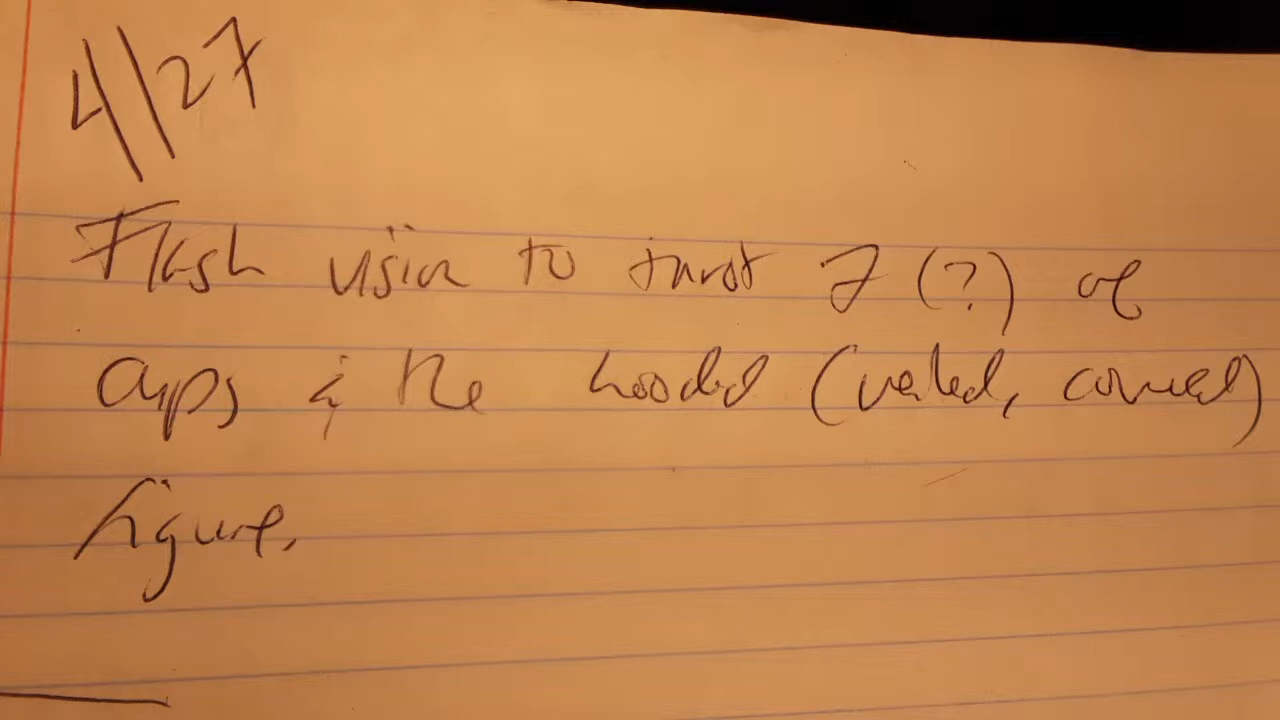 4/27
Flash vision to tarot 7 (?) of
cups & the hooded (veiled, covered)
figure.